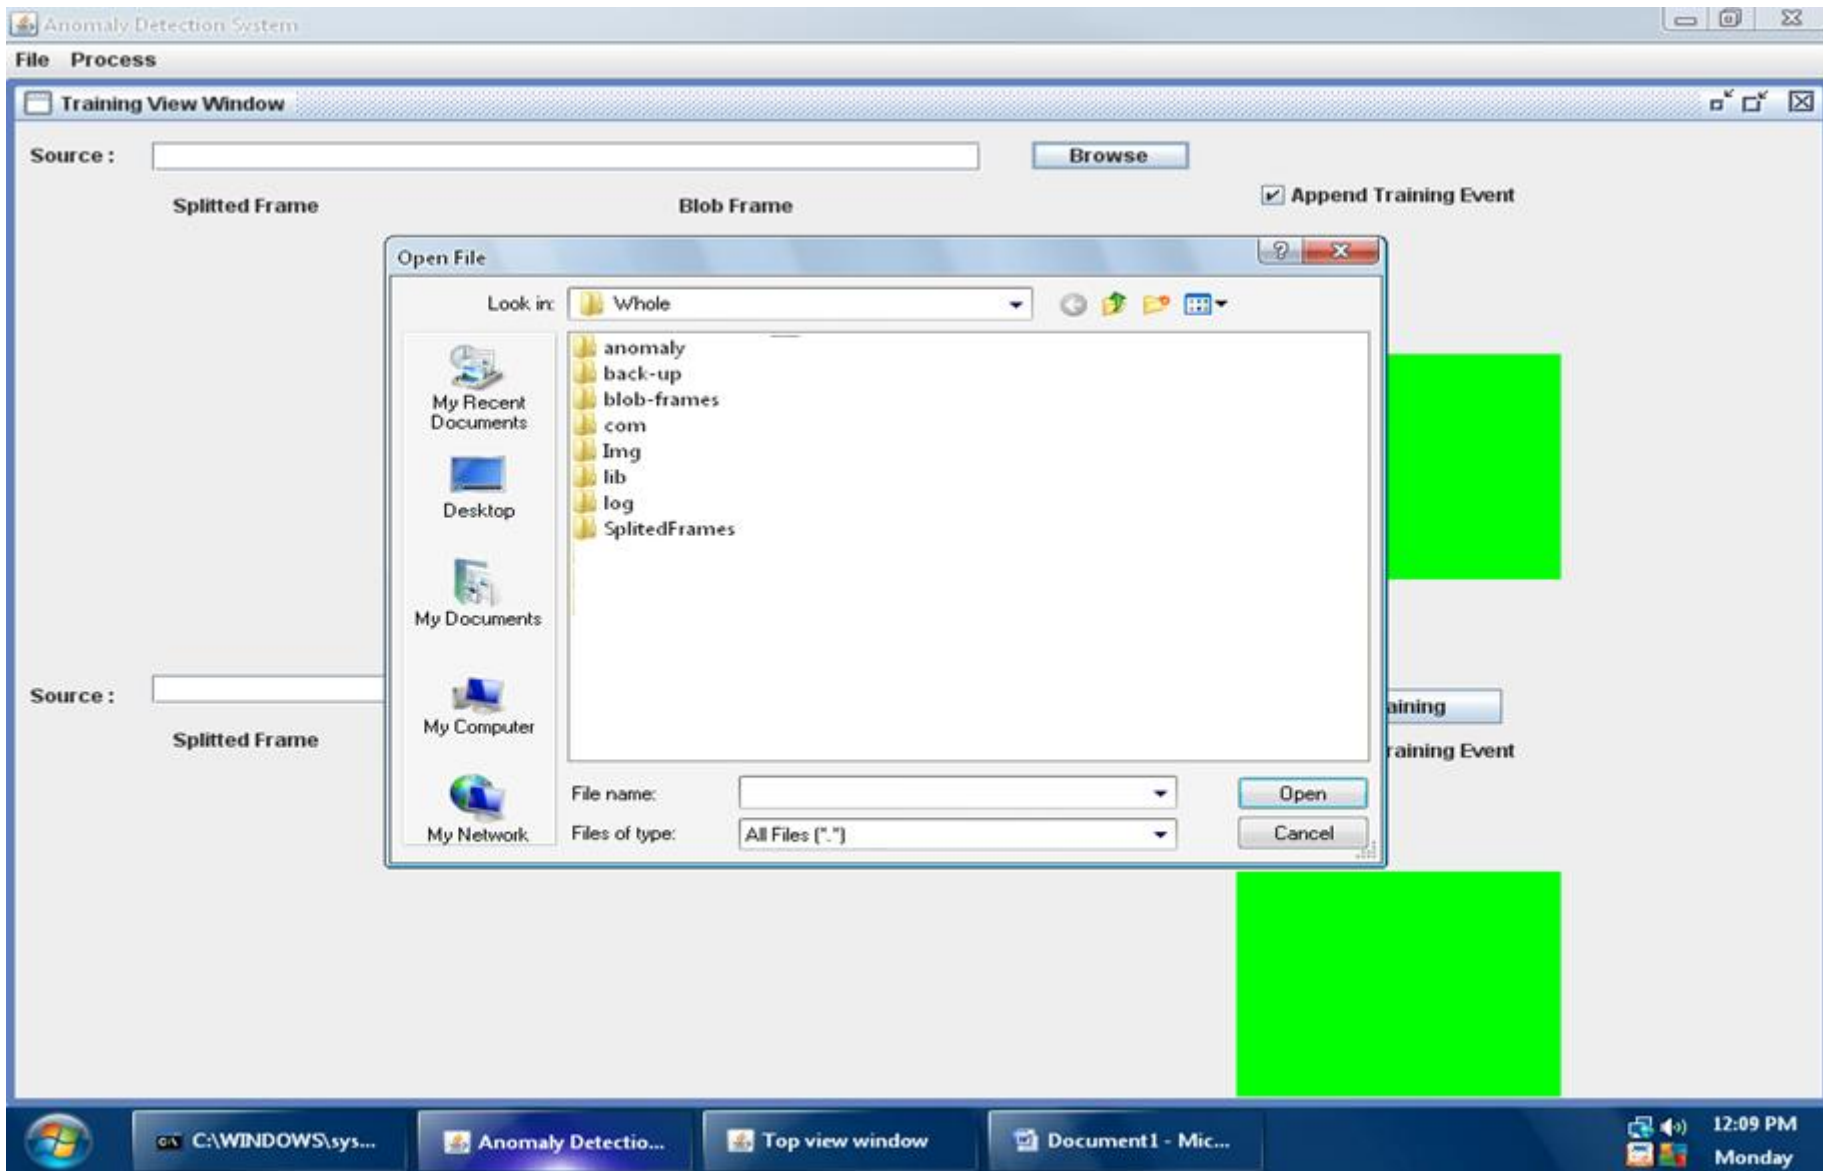 Anomaly Detection System
File Process
Training View Window
Source : Browse
Splitted Frame Blob Frame Append Training Event
Open File
Look in: Whole
anomaly
back-up
blob-frames
com
Img
lib
log
SplitedFrames
My Recent
Documents
Desktop
My Documents
My Computer
My Network
File name: Open
Files of type: All Files (".") Cancel
Source : aining
Splitted Frame raining Event
C:\WINDOWS\sys... Anomaly Detectio... Top view window Document1 - Mic... 12:09 PM
Monday